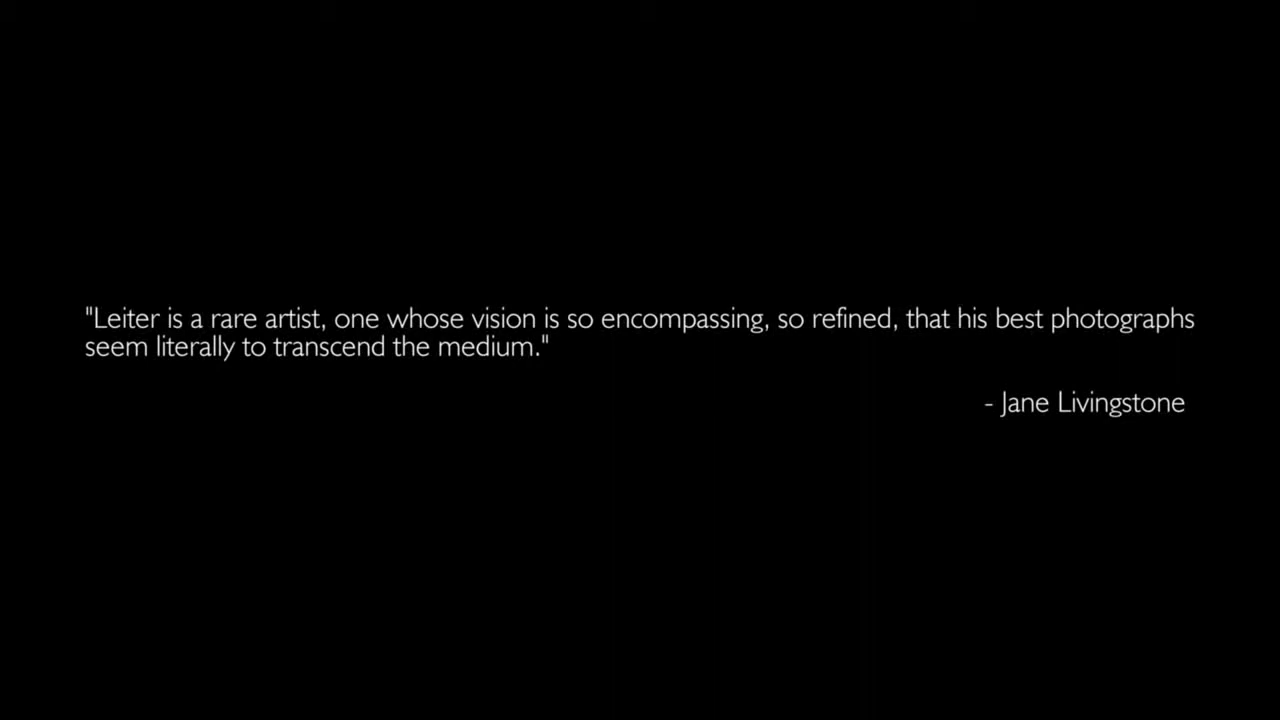 "Leiter is a rare artist, one whose vision is so encompassing, so refined, that his best photographs
seem literally to transcend the medium."
- Jane Livingstone